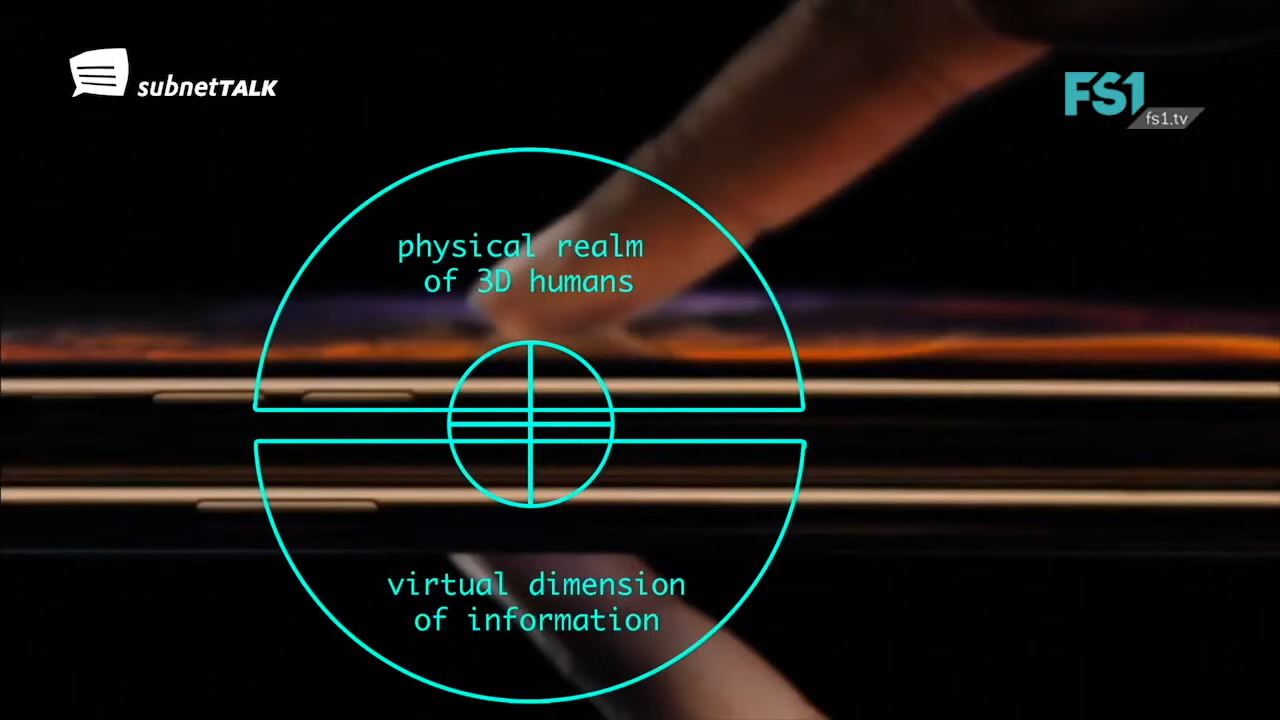 subnetTALK
FS1
fs1.tv
physical realm
of 3D humans
virtual dimension
of information